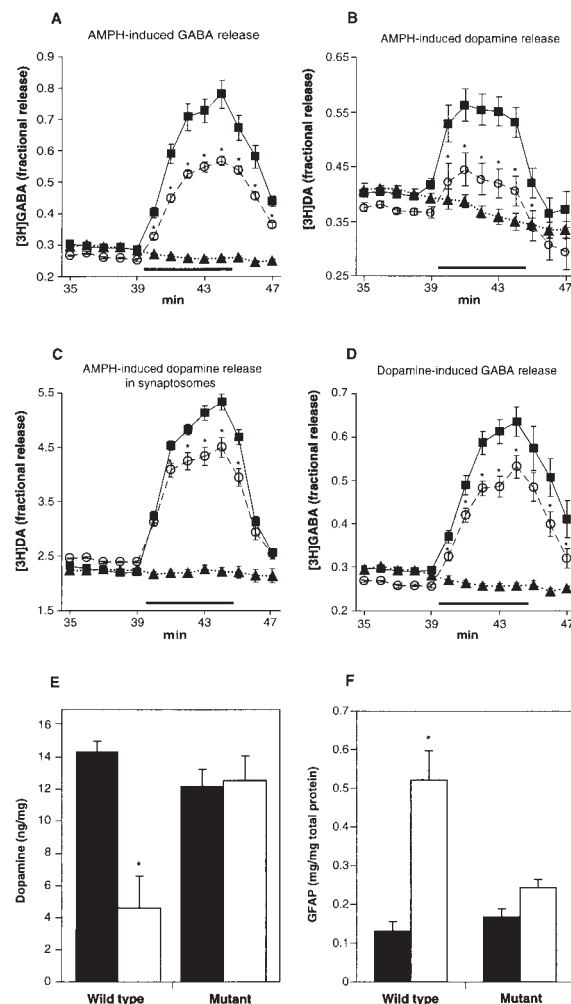 A
AMPH-induced GABA release
[3H]GABA (fractional release)
0.9
0.8
0.7
0.6
0.5
0.4
0.3
0.2
35
39
43
47
min
B
AMPH-induced dopamine release
[3H]DA (fractional release)
0.65
0.55
0.45
0.35
0.25
35
39
43
47
min
C
AMPH-induced dopamine release
in synaptosomes
[3H]DA (fractional release)
5.5
4.5
3.5
2.5
1.5
35
39
43
47
min
D
Dopamine-induced GABA release
[3H]GABA (fractional release)
0.7
0.6
0.5
0.4
0.3
0.2
35
39
43
47
min
E
Dopamine (ng/mg)
16
14
12
10
8
6
4
2
0
*
Wild type
Mutant
F
GFAP (mg/mg total protein)
0.7
0.6
0.5
0.4
0.3
0.2
0.1
0
*
Wild type
Mutant